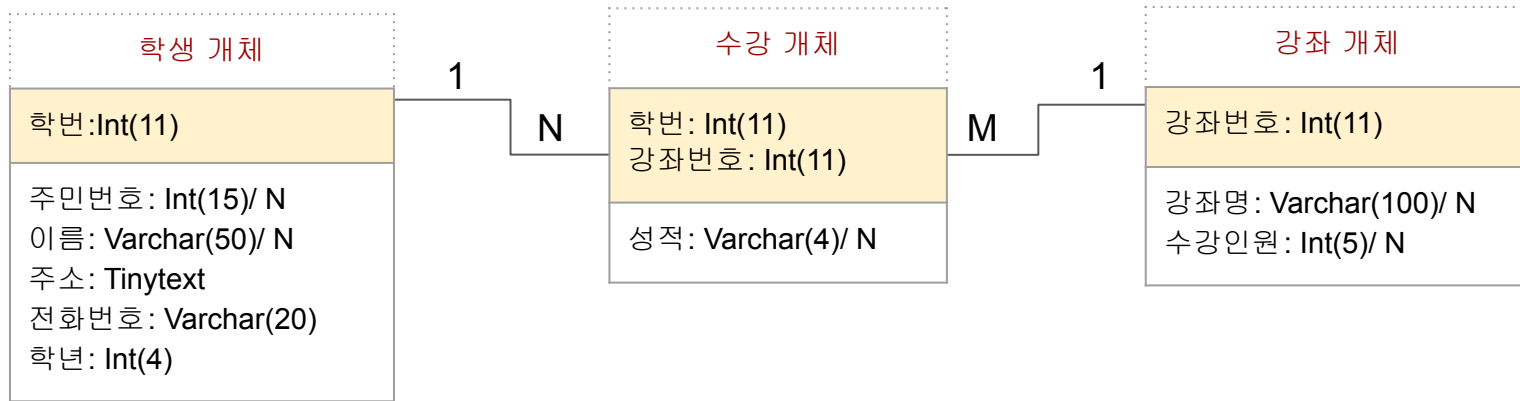 학생 개체
학번:Int(11)
주민번호: Int(15)/ N
이름: Varchar(50)/ N
주소: Tinytext
전화번호: Varchar(20)
학년: Int(4)
1
N
수강 개체
학번: Int(11)
강좌번호: Int(11)
성적: Varchar(4)/ N
M
1
강좌 개체
강좌번호: Int(11)
강좌명: Varchar(100)/ N
수강인원: Int(5)/ N